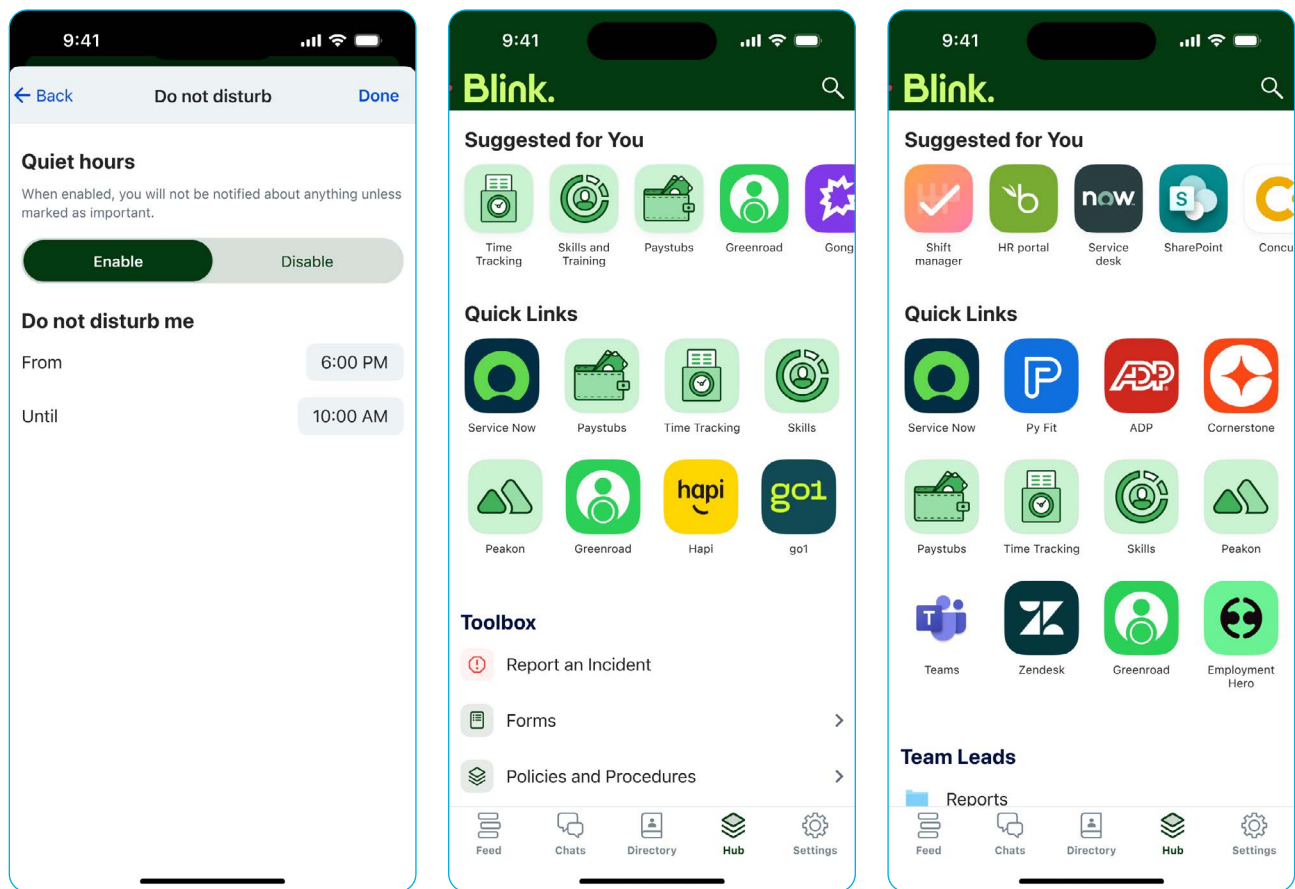 9:41
Back
Do not disturb
Done
Quiet hours
When enabled, you will not be notified about anything unless
marked as important.
Enable
Disable
Do not disturb me
From
6:00 PM
Until
10:00 AM
9:41
Blink.
Suggested for You
Time
Tracking
Skills and
Training
Paystubs
Greenroad
Gong
Quick Links
Service Now
Paystubs
Time Tracking
Skills
hapi
go1
Peakon
Greenroad
Hapi
go1
Toolbox
Report an Incident
Forms
Policies and Procedures
Feed
Chats
Directory
Hub
Settings
9:41
Blink.
Suggested for You
b
now
S
C
Shift
manager
HR portal
Service
desk
SharePoint
Concu
Quick Links
P
ADP
Service Now
Py Fit
ADP
Cornerstone
Paystubs
Time Tracking
Skills
Peakon
T
Teams
Zendesk
Greenroad
Employment
Hero
Team Leads
Reports
Feed
Chats
Directory
Hub
Settings